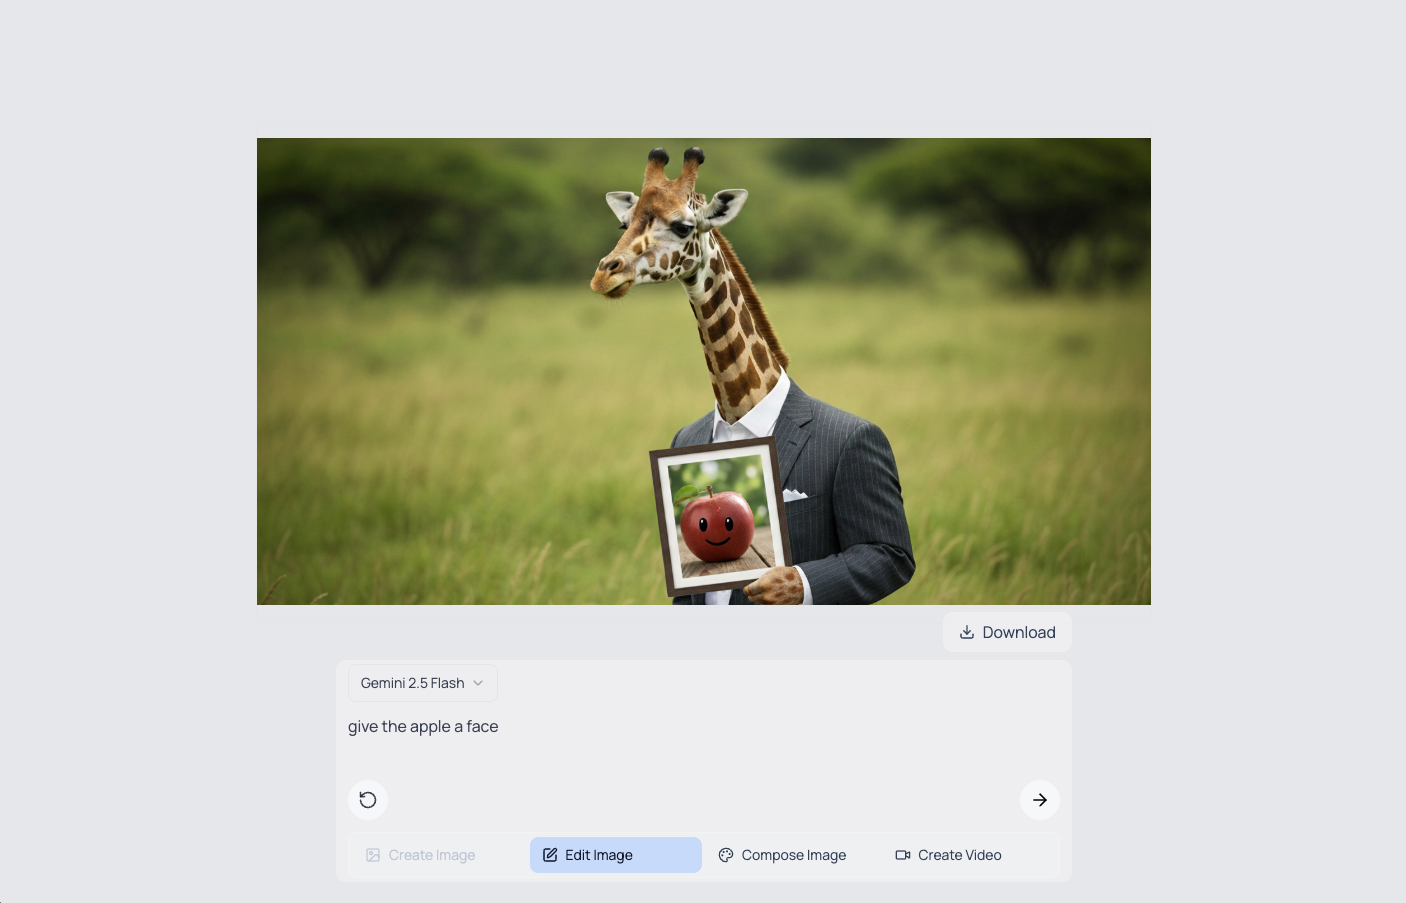 Download
Gemini 2.5 Flash
give the apple a face
Create Image
Edit Image
Compose Image
Create Video